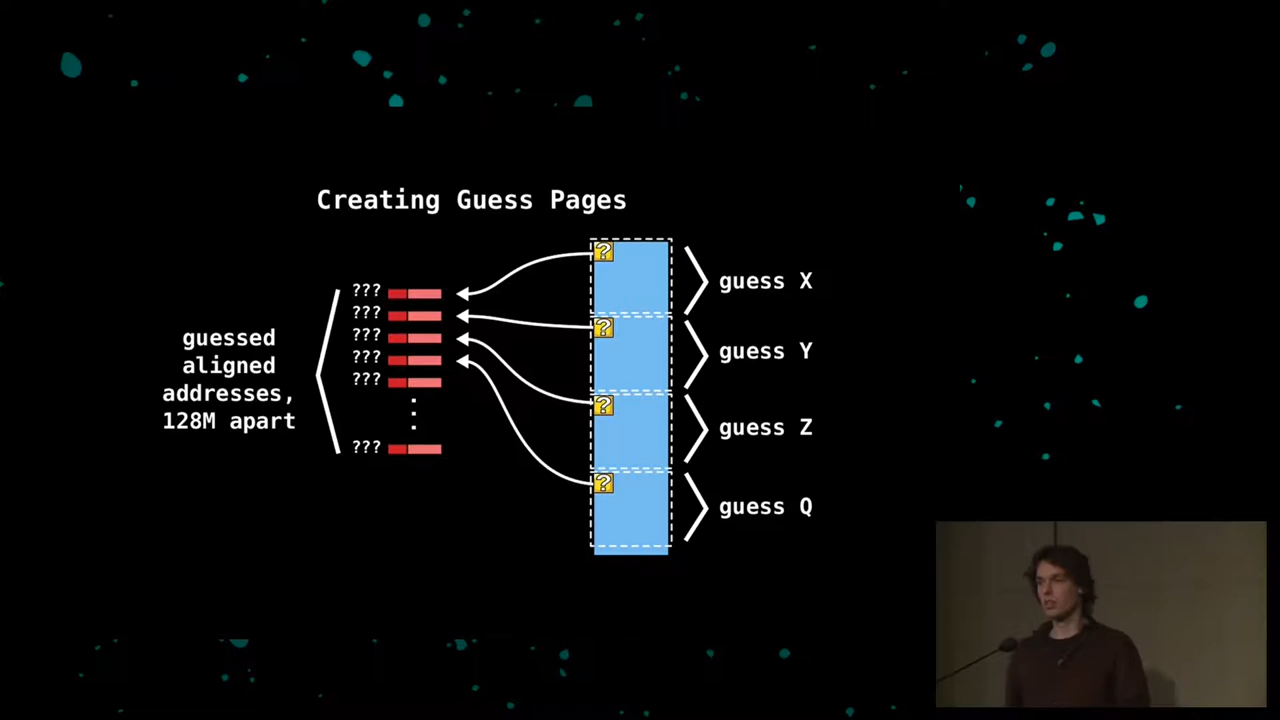 Creating Guess Pages
?
guess X
???
???
?
???
guessed
guess Y
???
aligned
???
addresses,
?
128M apart
guess Z
???
?
guess Q